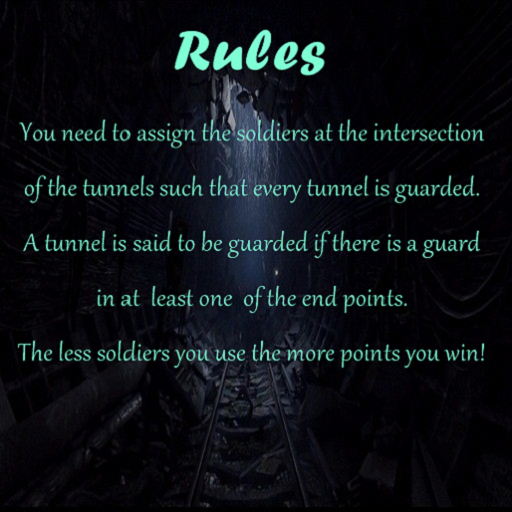 Rules
You need to assign the soldiers at the intersection
of the tunnels such that every tunnel is guarded.
A tunnel is said to be guarded if there is a guard
in at least one of the end points.
The less soldiers you use the more points you win!